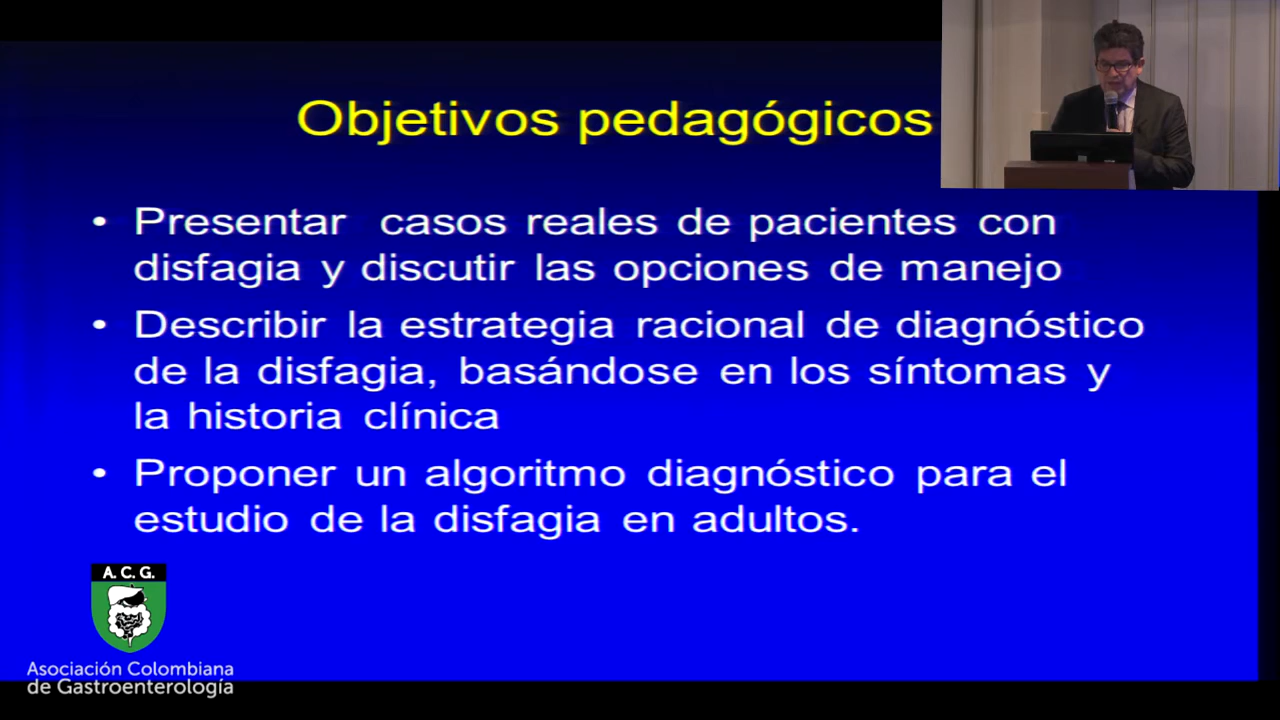 Objetivos pedagógicos
• Presentar casos reales de pacientes con
disfagia y discutir las opciones de manejo
• Describir la estrategia racional de diagnóstico
de la disfagia, basándose en los síntomas y
la historia clínica
• Proponer un algoritmo diagnóstico para el
estudio de la disfagia en adultos.
A. C. G.
Asociación Colombiana
de Gastroenterología